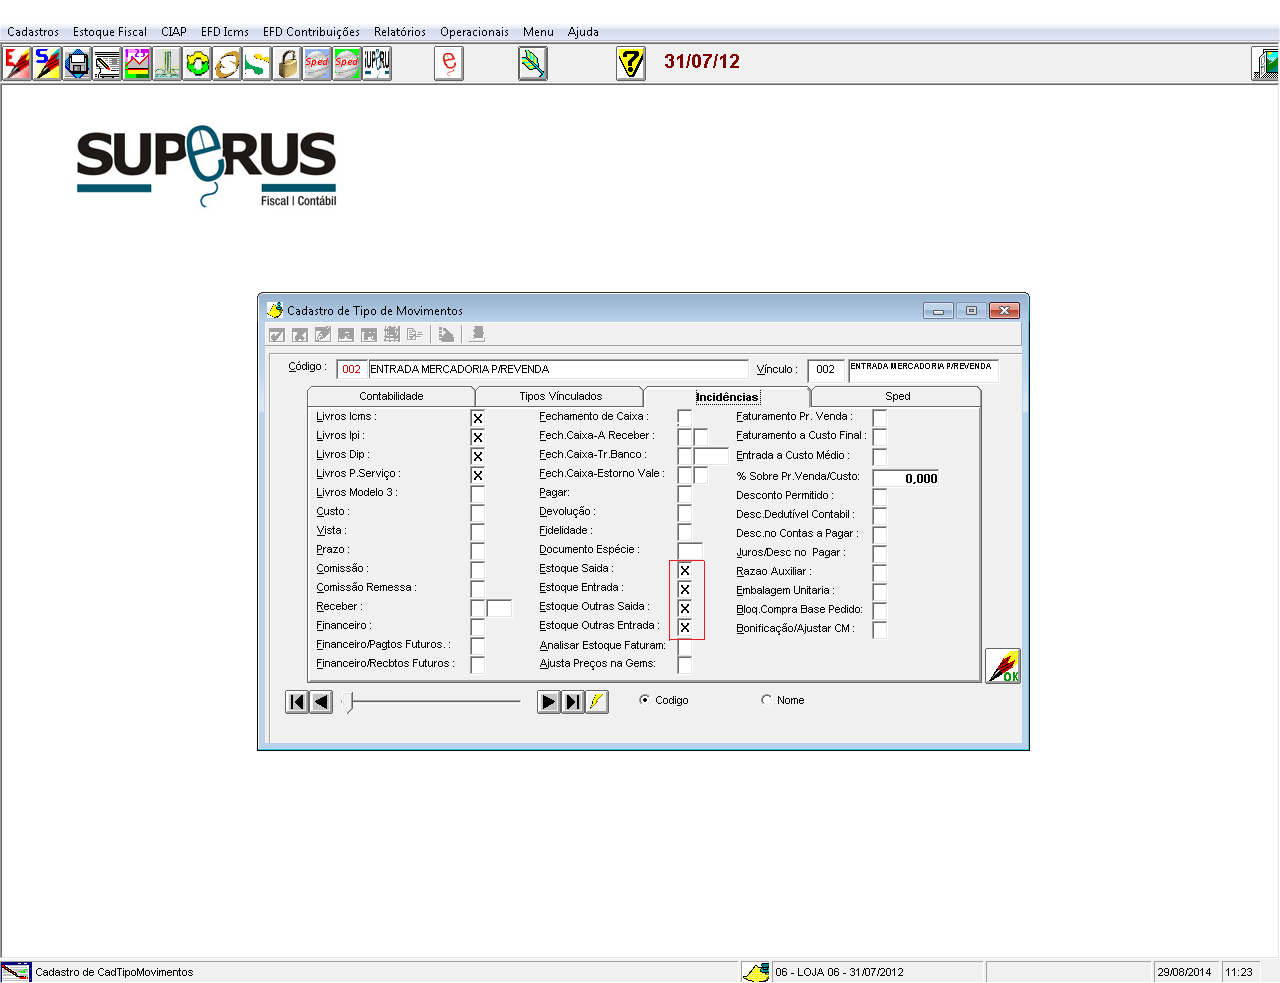 Cadastros Estoque Fiscal CIAP EFD Icms EFD Contribuições Relatórios Operacionais Menu Ajuda
31/07/12
SUPeRUS
Fiscal | Contábil
Cadastro de Tipo de Movimentos
Código : 002 ENTRADA MERCADORIA P/REVENDA Vínculo : 002 ENTRADA MERCADORIA P/REVENDA
Contabilidade Tipos Vínculados Incidências Sped
Livros Icms : X Fechamento de Caixa : Faturamento Pr. Venda :
Livros Ipi : X Fech.Caixa-A Receber : Faturamento a Custo Final :
Livros Dip : X Fech.Caixa-Tr.Banco : Entrada a Custo Médio :
Livros P.Serviço : X Fech.Caixa-Estorno Vale : % Sobre Pr.Venda/Custo: 0,000
Livros Modelo 3 : Pagar: Desconto Permitido :
Custo : Devolução : Desc.Dedutível Contabil :
Vista : Fidelidade : Desc.no Contas a Pagar :
Prazo : Documento Espécie : Juros/Desc no Pagar :
Comissão : Estoque Saida : X Razao Auxiliar :
Comissão Remessa : Estoque Entrada : X Embalagem Unitaria :
Receber : Estoque Outras Saida : X Bloq.Compra Base Pedido:
Financeiro : Estoque Outras Entrada : X Bonificação/Ajustar CM :
Financeiro/Pagtos Futuros. : Analisar Estoque Faturam:
Financeiro/Recbtos Futuros : Ajusta Preços na Gems:
OK
Codigo Nome
Cadastro de CadTipoMovimentos 06 - LOJA 06 - 31/07/2012 29/08/2014 11:23